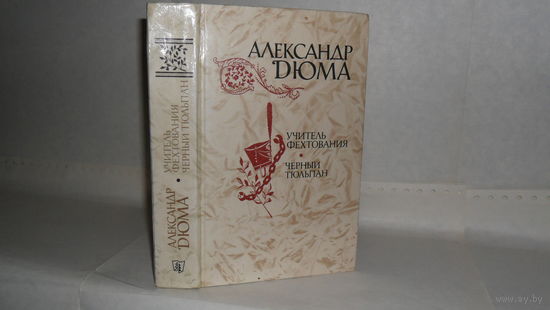 АЛЕКСАНДР
ДЮМА
УЧИТЕЛЬ
ФЕХТОВАНИЯ
•
ЧЕРНЫЙ
ТЮЛЬПАН
АЛЕКСАНДР
ДЮМА
•
УЧИТЕЛЬ
ФЕХТОВАНИЯ
ЧЕРНЫЙ ТЮЛЬПАН
www.ay.by